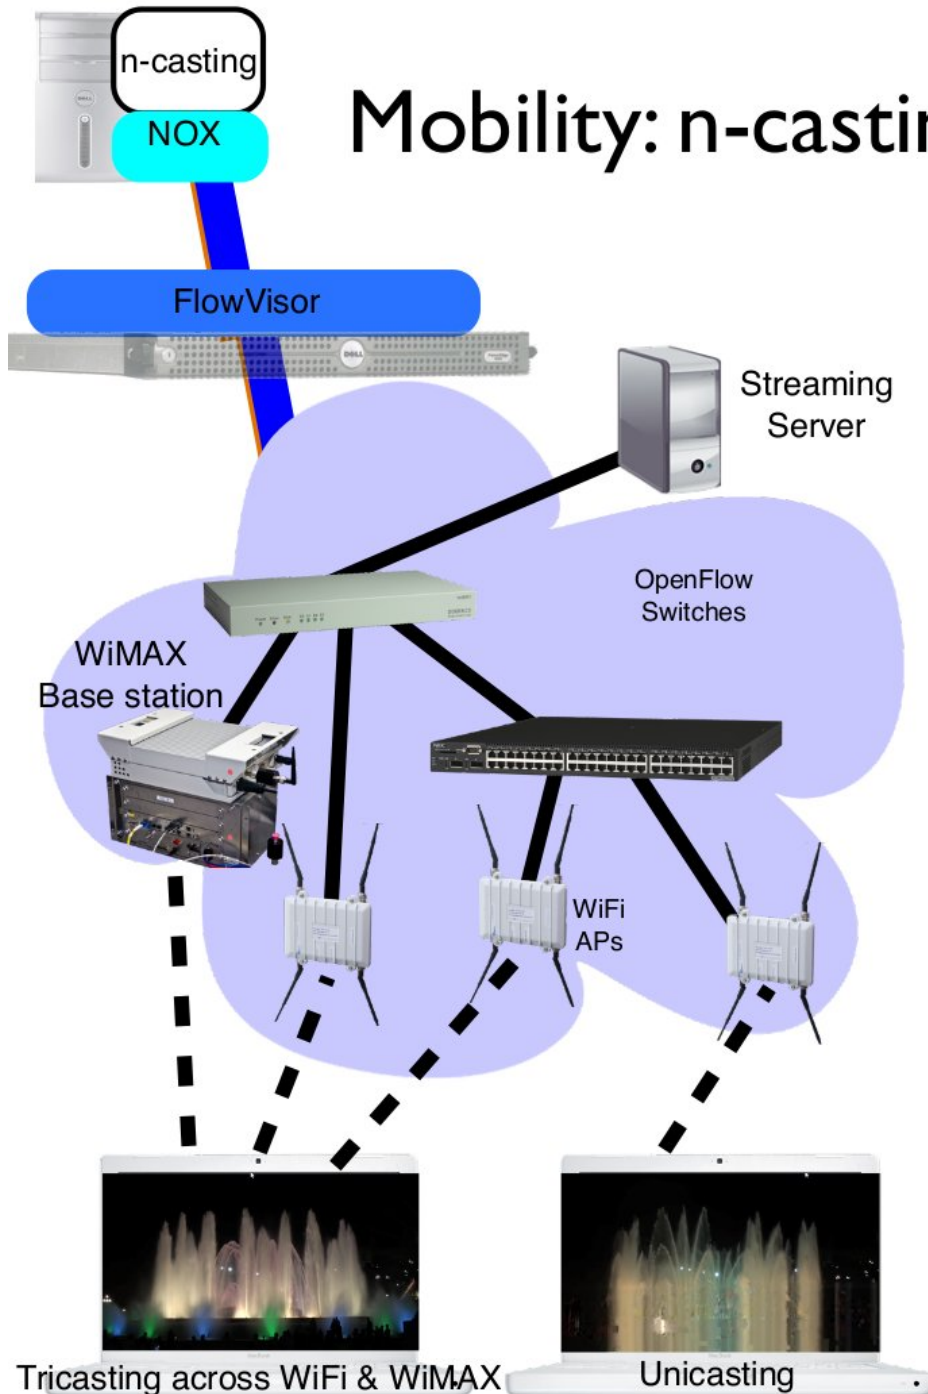 n-casting
NOX
Mobility: n-castin
FlowVisor
DELL
Streaming
Server
OpenFlow
Switches
WiMAX
Base station
WiFi
APs
Tricasting across WiFi & WiMAX
Unicasting